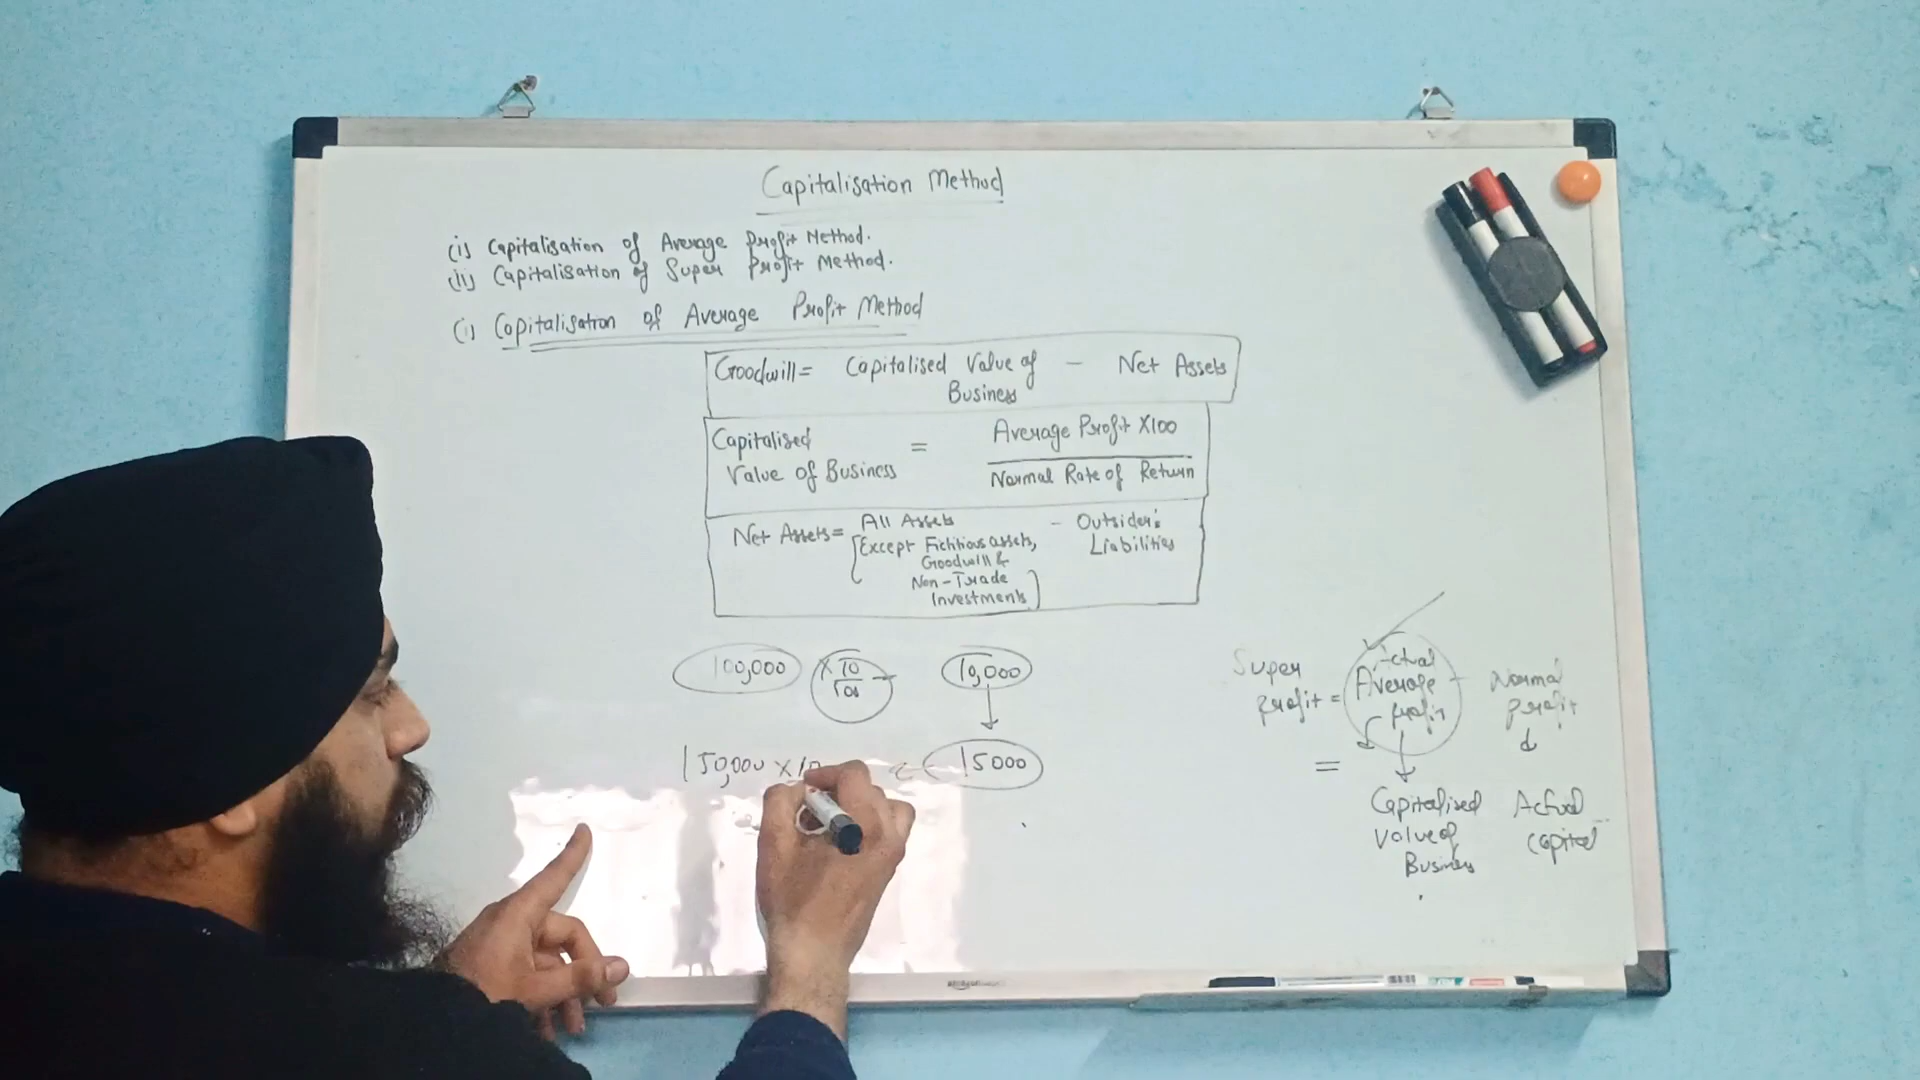 Capitalisation Method
(i) Capitalisation of Average Profit Method.
(ii) Capitalisation of Super Profit Method.
(i) Capitalisation of Average Profit Method
Goodwill = Capitalised Value of Business - Net Assets
Capitalised Value of Business = Average Profit X100
Normal Rate of Return
Net Assets = All Assets - Outsider's Liabilities
[Except Fictitious assets,
Goodwill &
Non-Trade
Investments]
100,000 X 10/100 - 10,000
150,000 X 10 = 15000
Super profit = Actual Average profit - Normal profit
=
Capitalised Value of Business
Actual Capital